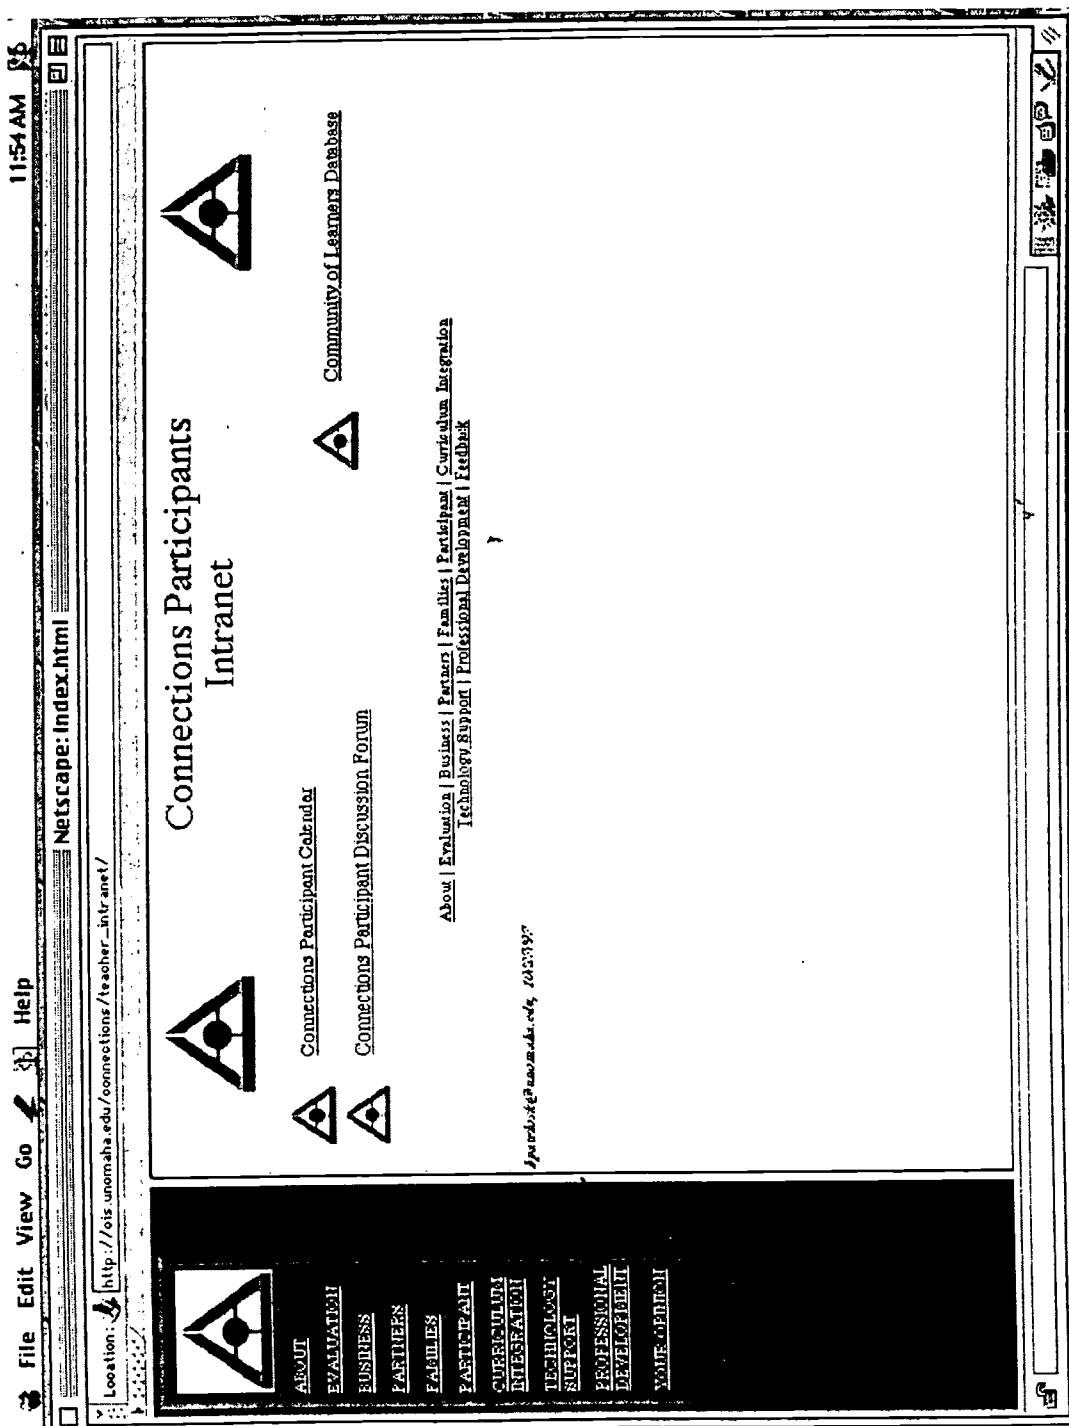 File Edit View Go Help
11:54 AM
Netscape: Index.html
Location: http://ois.unomaha.edu/connections/teacher_intranet/
ABOUT
EVALUATION
BUSINESS
PARTNERS
FAMILIES
PARTICIPANT
CURRICULUM
INTEGRATION
TECHNOLOGY
SUPPORT
PROFESSIONAL
DEVELOPMENT
YOUR OPINION
Connections Participants
Intranet
Connections Participant Calendar
Community of Learners Database
Connections Participant Discussion Forum
About | Evaluation | Business | Partners | Families | Participant | Curriculum Integration
Technology Support | Professional Development | Feedback